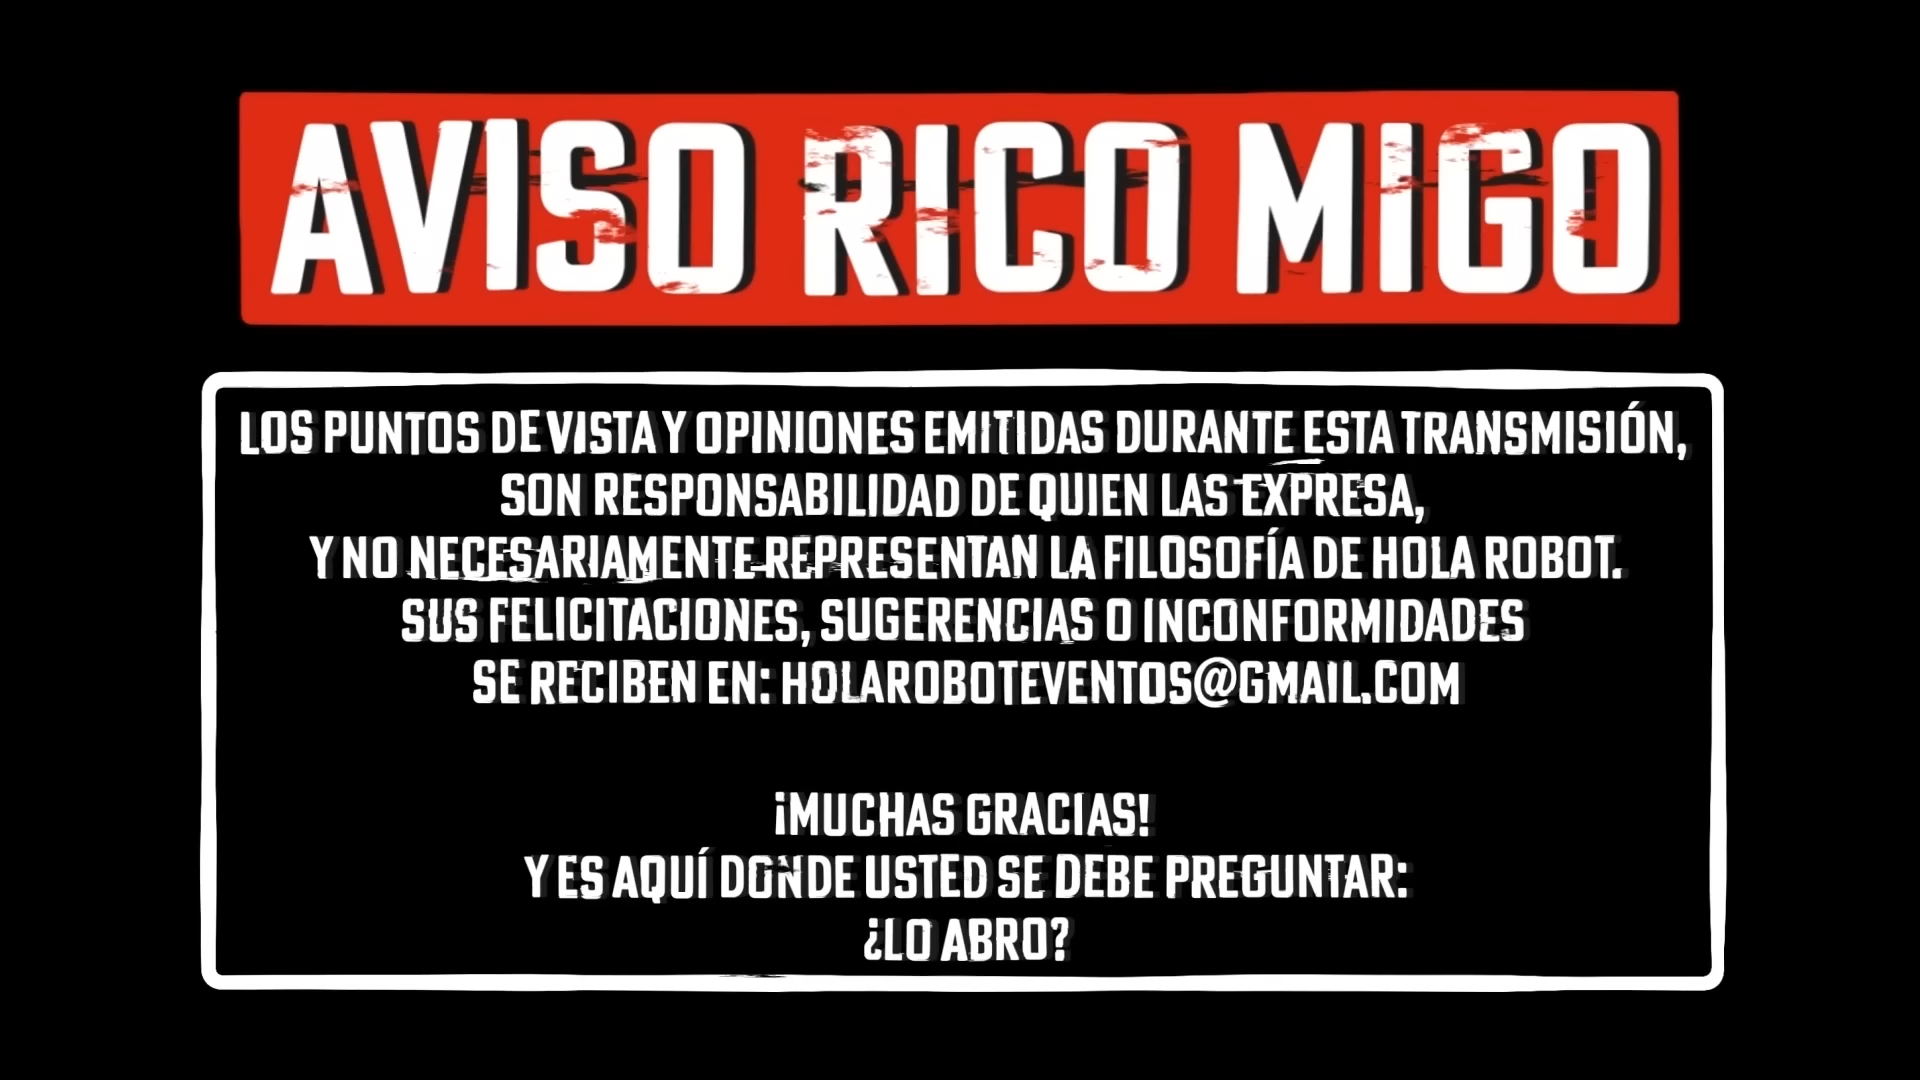 AVISO RICO MIGO
LOS PUNTOS DE VISTA Y OPINIONES EMITIDAS DURANTE ESTA TRANSMISIÓN,
SON RESPONSABILIDAD DE QUIEN LAS EXPRESA,
Y NO NECESARIAMENTE REPRESENTAN LA FILOSOFÍA DE HOLA ROBOT.
SUS FELICITACIONES, SUGERENCIAS O INCONFORMIDADES
SE RECIBEN EN: HOLAROBOTEVENTOS@GMAIL.COM
¡MUCHAS GRACIAS!
Y ES AQUÍ DONDE USTED SE DEBE PREGUNTAR:
¿LO ABRO?